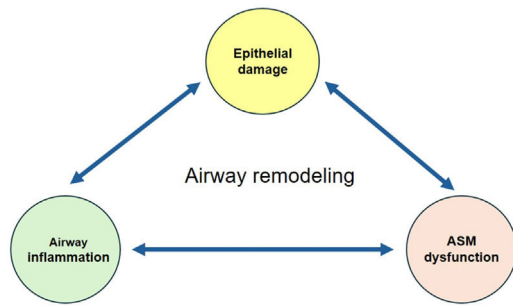 Epithelial
damage
Airway remodeling
Airway
inflammation
ASM
dysfunction